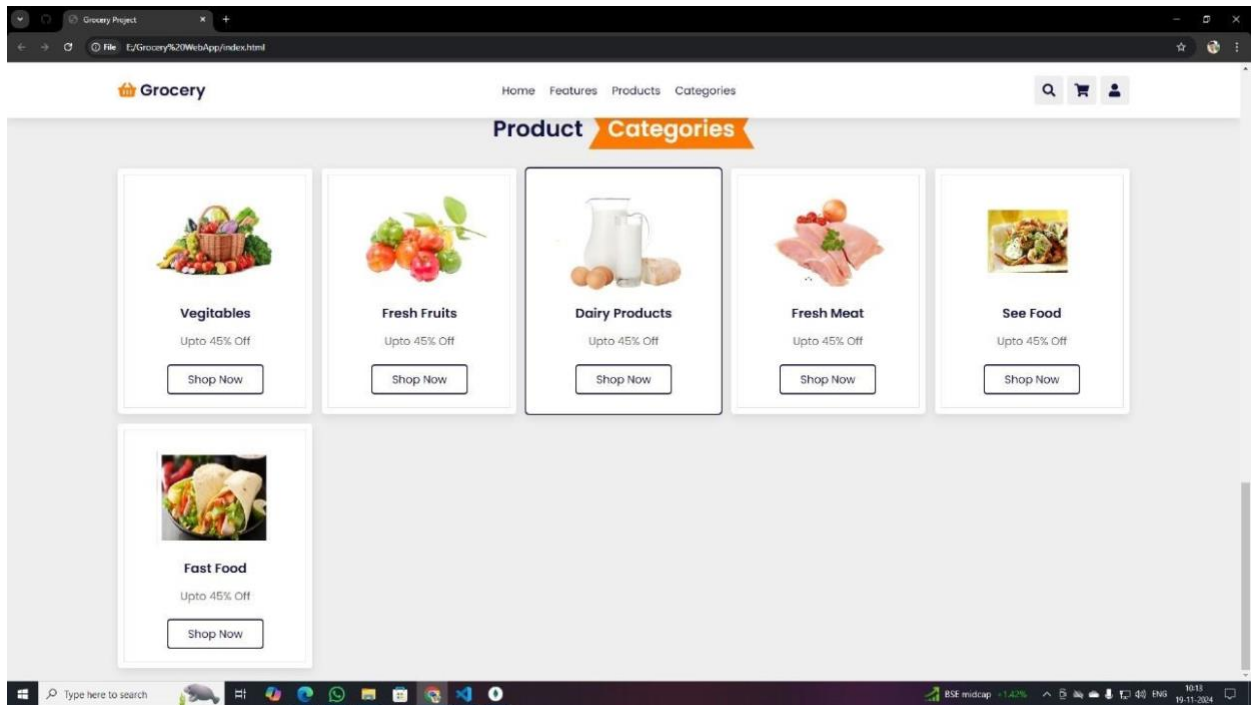 Grocery Project
File E:/Grocery%20WebApp/index.html
Grocery
Home Features Products Categories
Product Categories
Vegitables
Upto 45% Off
Shop Now
Fresh Fruits
Upto 45% Off
Shop Now
Dairy Products
Upto 45% Off
Shop Now
Fresh Meat
Upto 45% Off
Shop Now
See Food
Upto 45% Off
Shop Now
Fast Food
Upto 45% Off
Shop Now
Type here to search
BSE midcap +1.42%
ENG
10:13
19-11-2024